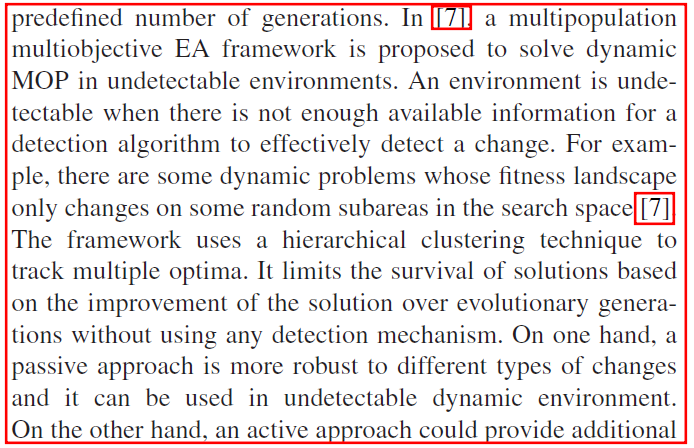 predefined number of generations. In [7], a multipopulation
multiobjective EA framework is proposed to solve dynamic
MOP in undetectable environments. An environment is unde-
tectable when there is not enough available information for a
detection algorithm to effectively detect a change. For exam-
ple, there are some dynamic problems whose fitness landscape
only changes on some random subareas in the search space [7].
The framework uses a hierarchical clustering technique to
track multiple optima. It limits the survival of solutions based
on the improvement of the solution over evolutionary genera-
tions without using any detection mechanism. On one hand, a
passive approach is more robust to different types of changes
and it can be used in undetectable dynamic environment.
On the other hand, an active approach could provide additional